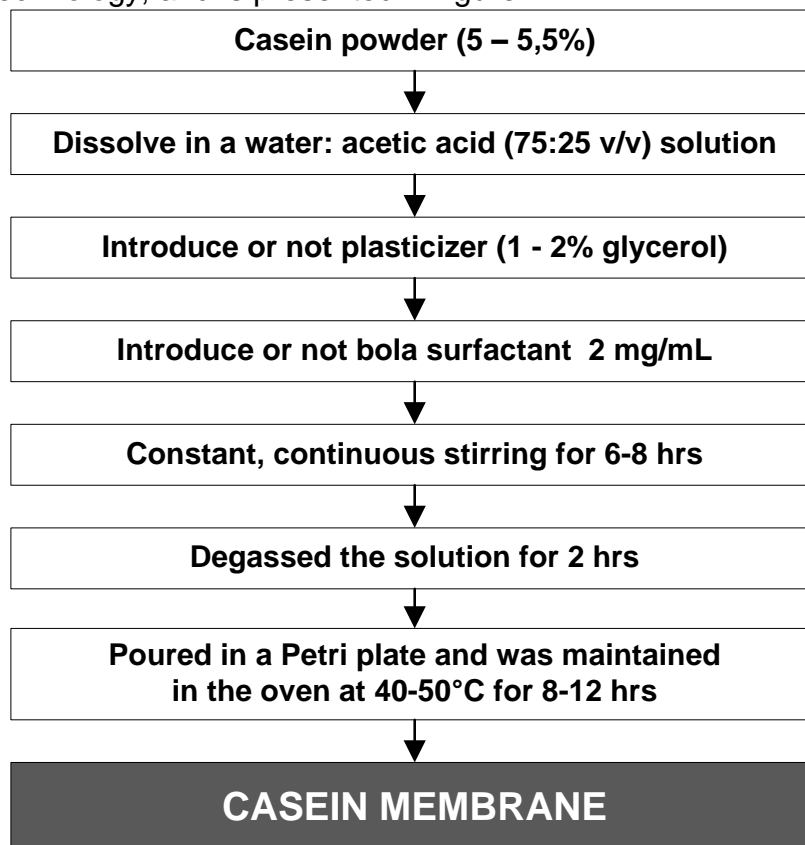 Casein powder (5 – 5,5%)
Dissolve in a water: acetic acid (75:25 v/v) solution
Introduce or not plasticizer (1 - 2% glycerol)
Introduce or not bola surfactant 2 mg/mL
Constant, continuous stirring for 6-8 hrs
Degassed the solution for 2 hrs
Poured in a Petri plate and was maintained
in the oven at 40-50°C for 8-12 hrs
CASEIN MEMBRANE